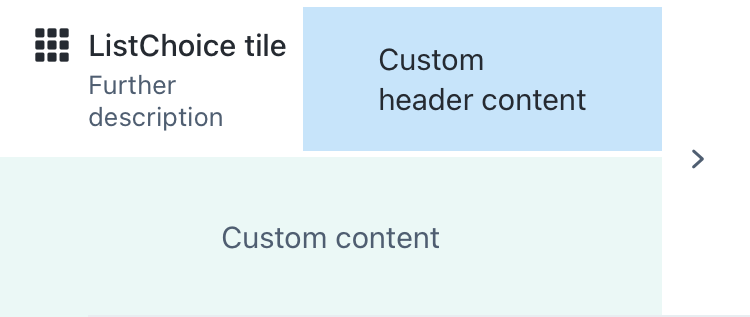 ListChoice tile
Further
description
Custom
header content
Custom content